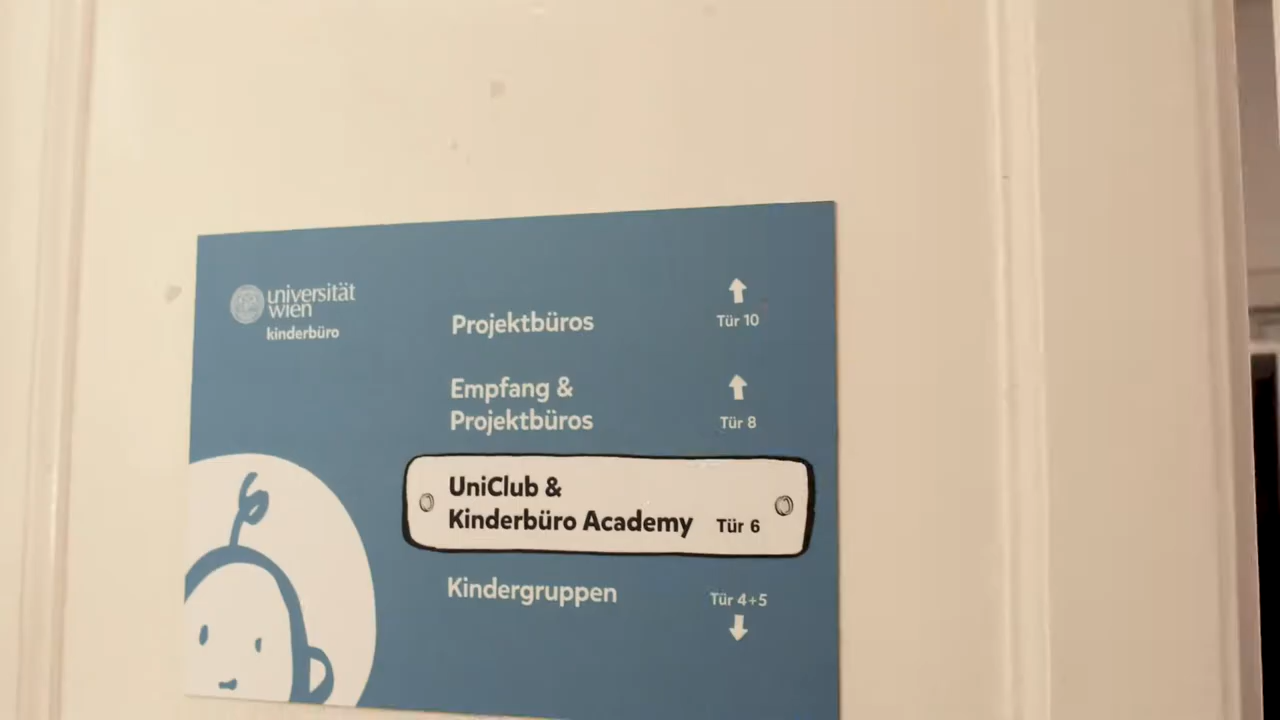 universität
wien
kinderbüro
Projektbüros
Tür 10
Empfang &
Projektbüros
Tür 8
UniClub &
Kinderbüro Academy
Tür 6
Kindergruppen
Tür 4+5